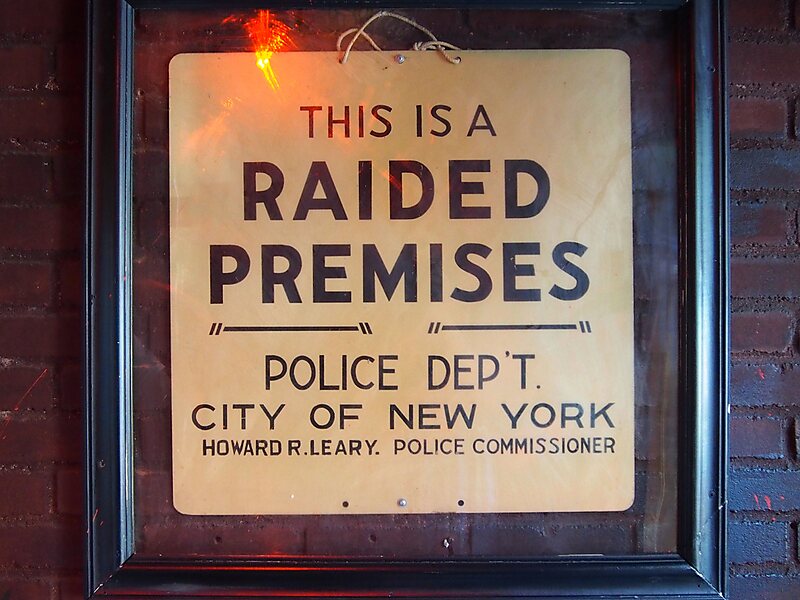 THIS IS A
RAIDED
PREMISES
POLICE DEP'T.
CITY OF NEW YORK
HOWARD R. LEARY. POLICE COMMISSIONER